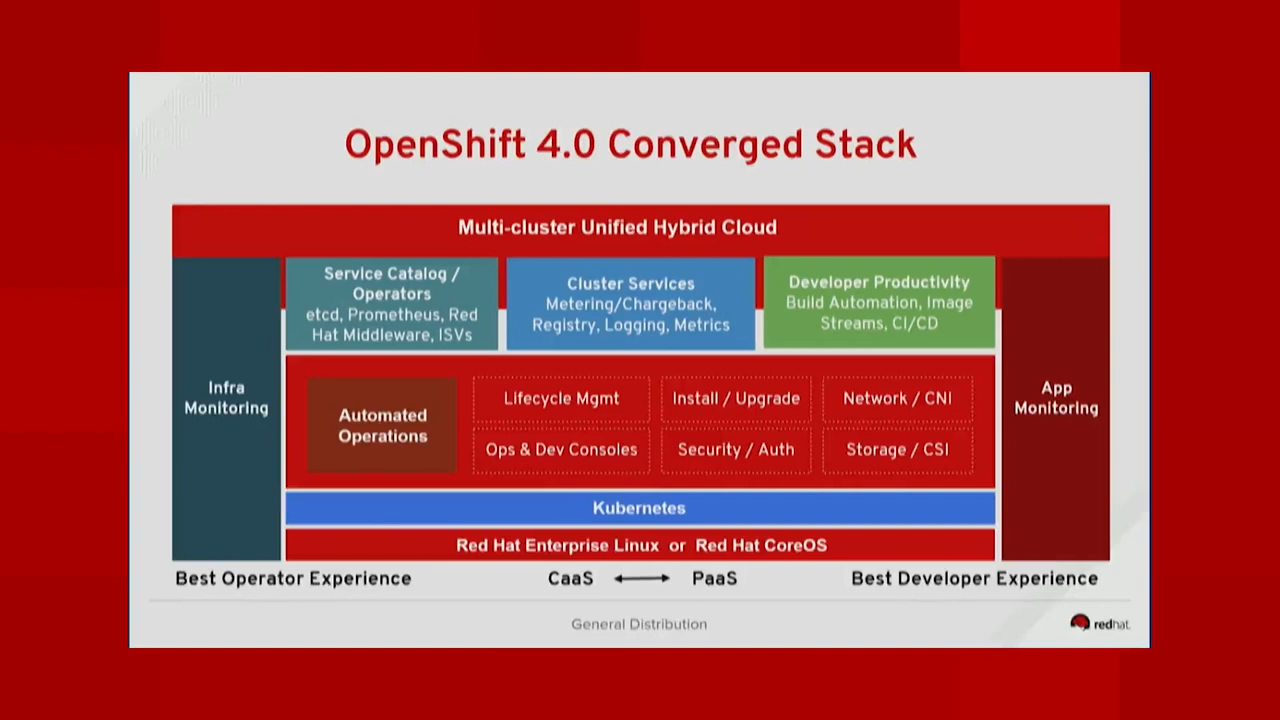 OpenShift 4.0 Converged Stack
Multi-cluster Unified Hybrid Cloud
Service Catalog /
Operators
etcd, Prometheus, Red
Hat Middleware, ISVs
Cluster Services
Metering/Chargeback,
Registry, Logging, Metrics
Developer Productivity
Build Automation, Image
Streams, CI/CD
Infra
Monitoring
Automated
Operations
Lifecycle Mgmt
Install / Upgrade
Network / CNI
Ops & Dev Consoles
Security / Auth
Storage / CSI
App
Monitoring
Kubernetes
Red Hat Enterprise Linux or Red Hat CoreOS
Best Operator Experience
CaaS
PaaS
Best Developer Experience
General Distribution
redhat.